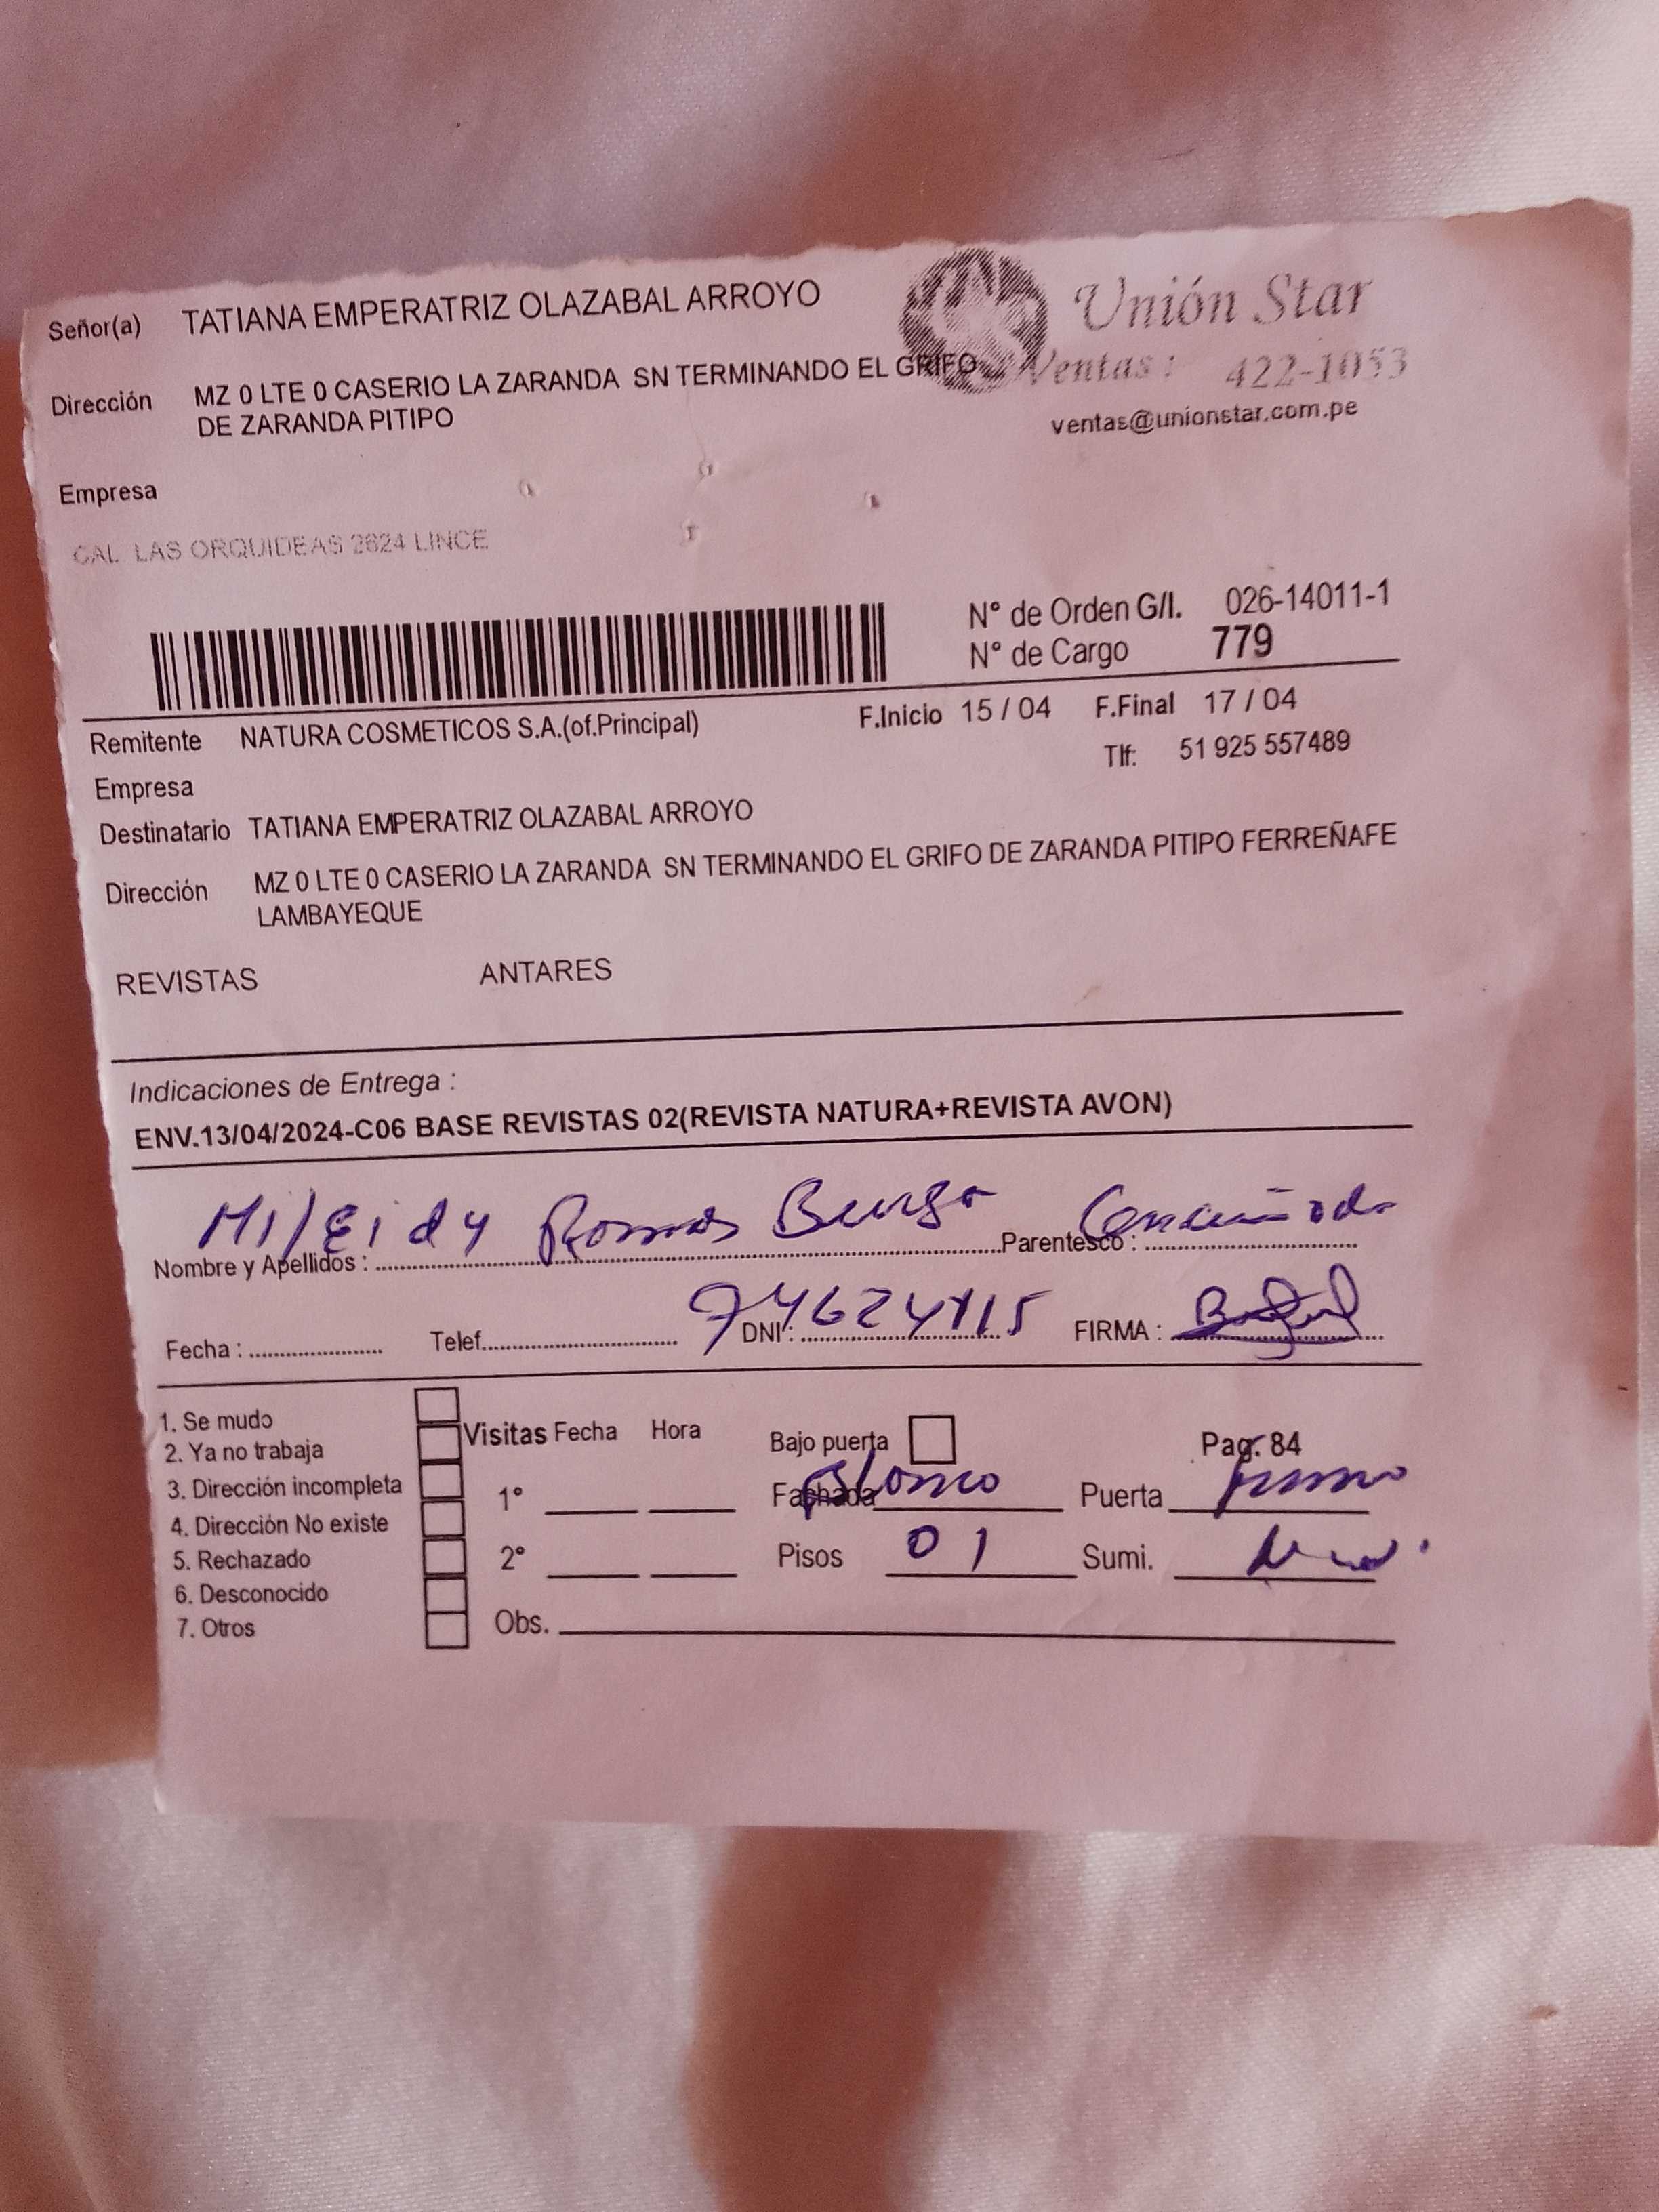 Señor(a) TATIANA EMPERATRIZ OLAZABAL ARROYO
Unión Star
Dirección MZ 0 LTE 0 CASERIO LA ZARANDA SN TERMINANDO EL GRIFO
DE ZARANDA PITIPO
Ventas: 422-1053
ventas@unionstar.com.pe
Empresa
CAL LAS ORQUIDEAS 2624 LINCE
N° de Orden G/I. 026-14011-1
N° de Cargo 779
Remitente NATURA COSMETICOS S.A.(of.Principal) F.Inicio 15 / 04 F.Final 17 / 04
Empresa Tlf: 51 925 557489
Destinatario TATIANA EMPERATRIZ OLAZABAL ARROYO
Dirección MZ 0 LTE 0 CASERIO LA ZARANDA SN TERMINANDO EL GRIFO DE ZARANDA PITIPO FERREÑAFE
LAMBAYEQUE
REVISTAS ANTARES
Indicaciones de Entrega :
ENV.13/04/2024-C06 BASE REVISTAS 02(REVISTA NATURA+REVISTA AVON)
Nombre y Apellidos : Mileidy Parentesco :
Fecha : Telef. DNI : FIRMA :
1. Se mudo
2. Ya no trabaja
3. Dirección incompleta
4. Dirección No existe
5. Rechazado
6. Desconocido
7. Otros
Visitas Fecha Hora Bajo puerta Pag. 84
1° Fachada Blanco Puerta
2° Pisos 01 Sumi.
Obs.